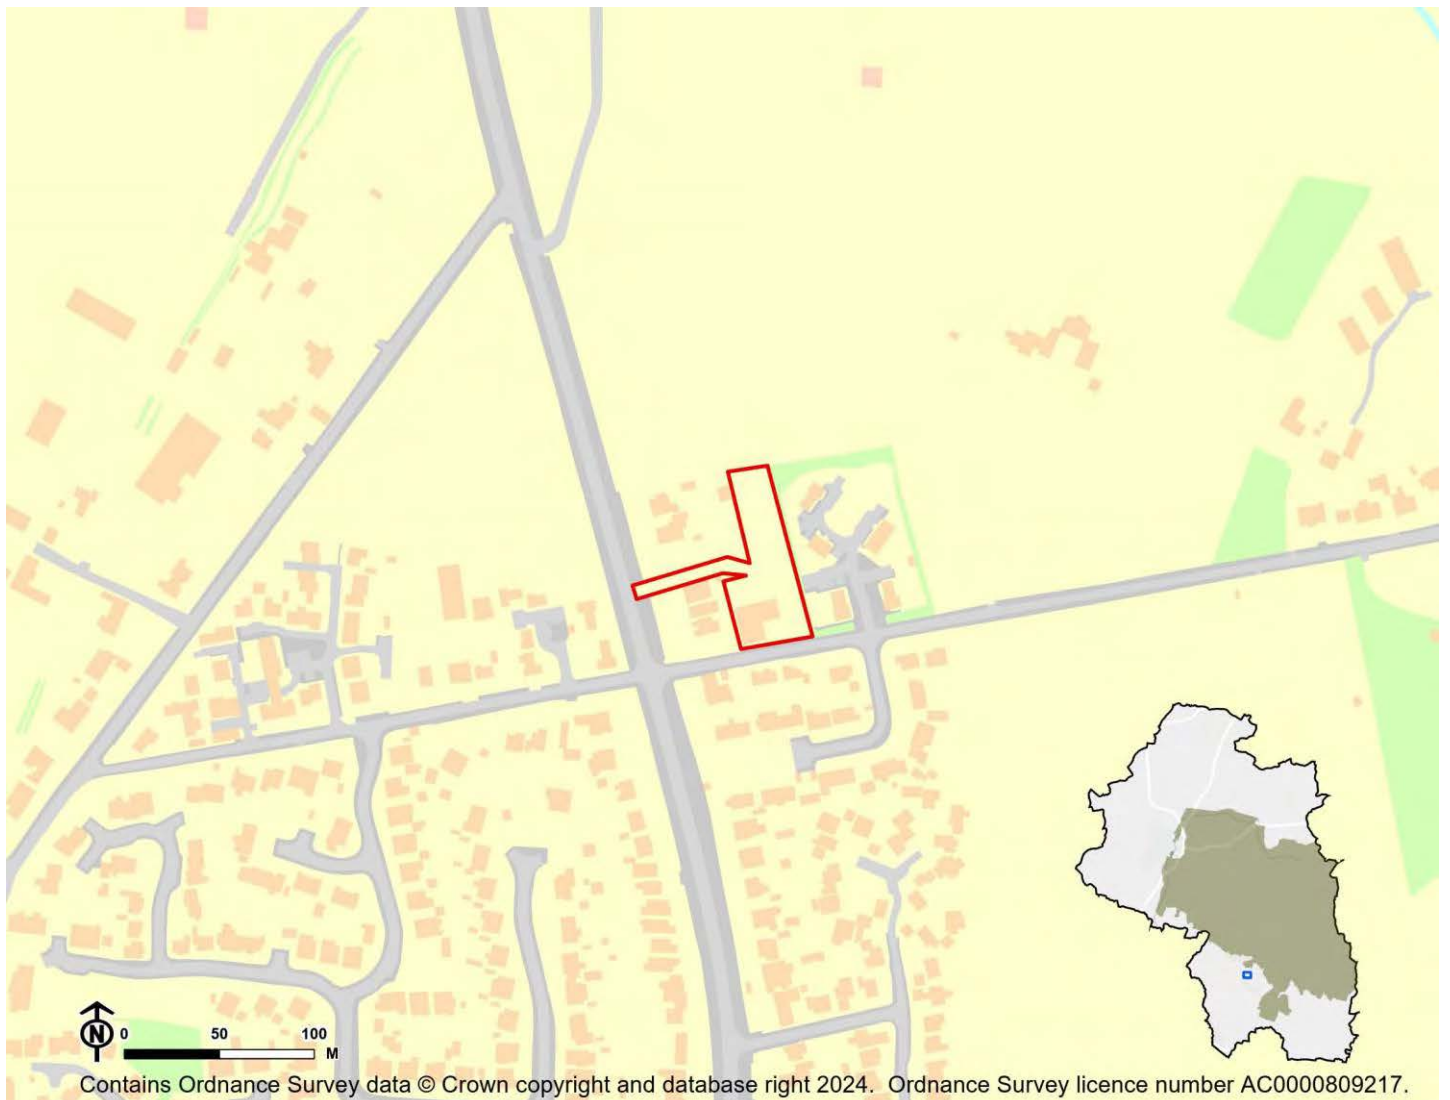 N
0 50 100
M
Contains Ordnance Survey data © Crown copyright and database right 2024. Ordnance Survey licence number AC0000809217.